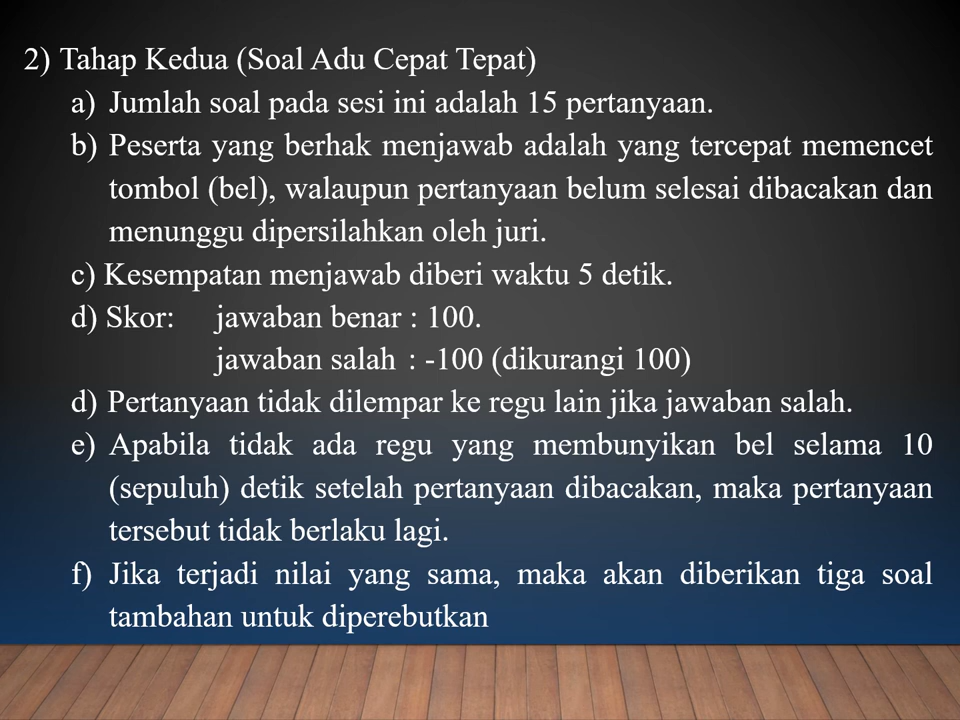 2) Tahap Kedua (Soal Adu Cepat Tepat)
a) Jumlah soal pada sesi ini adalah 15 pertanyaan.
b) Peserta yang berhak menjawab adalah yang tercepat memencet
tombol (bel), walaupun pertanyaan belum selesai dibacakan dan
menunggu dipersilahkan oleh juri.
c) Kesempatan menjawab diberi waktu 5 detik.
d) Skor: jawaban benar : 100.
jawaban salah : -100 (dikurangi 100)
d) Pertanyaan tidak dilempar ke regu lain jika jawaban salah.
e) Apabila tidak ada regu yang membunyikan bel selama 10
(sepuluh) detik setelah pertanyaan dibacakan, maka pertanyaan
tersebut tidak berlaku lagi.
f) Jika terjadi nilai yang sama, maka akan diberikan tiga soal
tambahan untuk diperebutkan